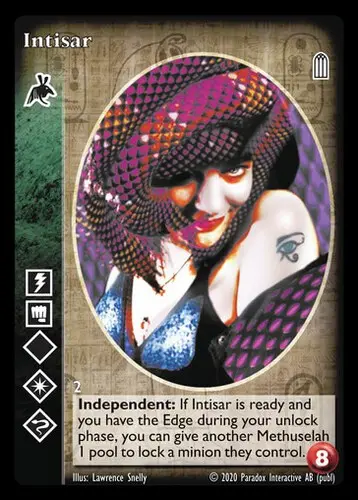 Intisar
2
Independent: If Intisar is ready and
you have the Edge during your unlock
phase, you can give another Methuselah
1 pool to lock a minion they control.
8
Illus: Lawrence Snelly © 2020 Paradox Interactive AB (publ)